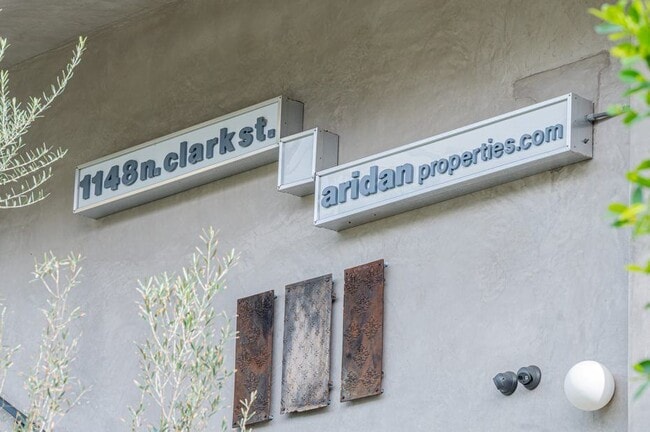 1148 n. clark st.
aridan properties.com